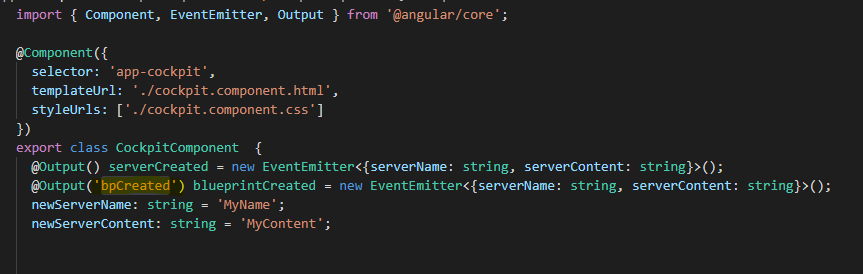 import { Component, EventEmitter, Output } from '@angular/core';
@Component({
selector: 'app-cockpit',
templateUrl: './cockpit.component.html',
styleUrls: ['./cockpit.component.css']
})
export class CockpitComponent  {
@Output() serverCreated = new EventEmitter<{serverName: string, serverContent: string}>();
@Output('bpCreated') blueprintCreated = new EventEmitter<{serverName: string, serverContent: string}>();
newServerName: string = 'MyName';
newServerContent: string = 'MyContent';